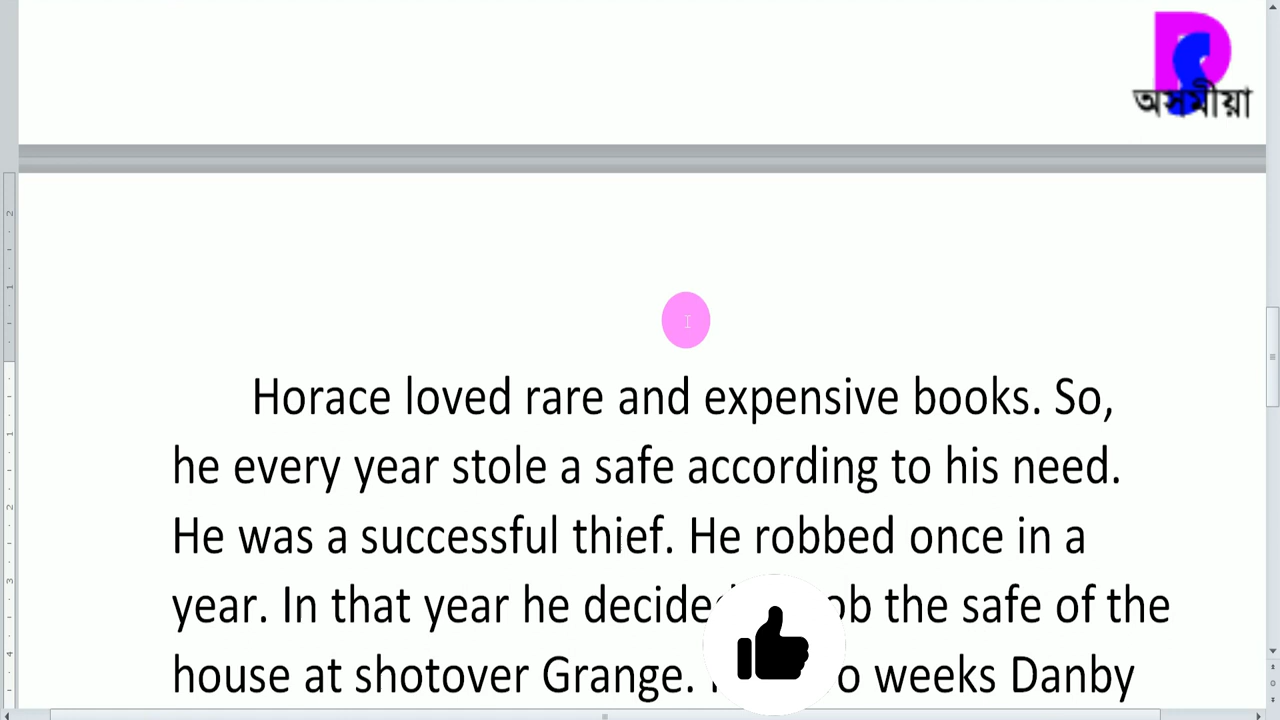 অসমীয়া
Horace loved rare and expensive books. So,
he every year stole a safe according to his need.
He was a successful thief. He robbed once in a
year. In that year he decided ob the safe of the
house at shotover Grange. o weeks Danby